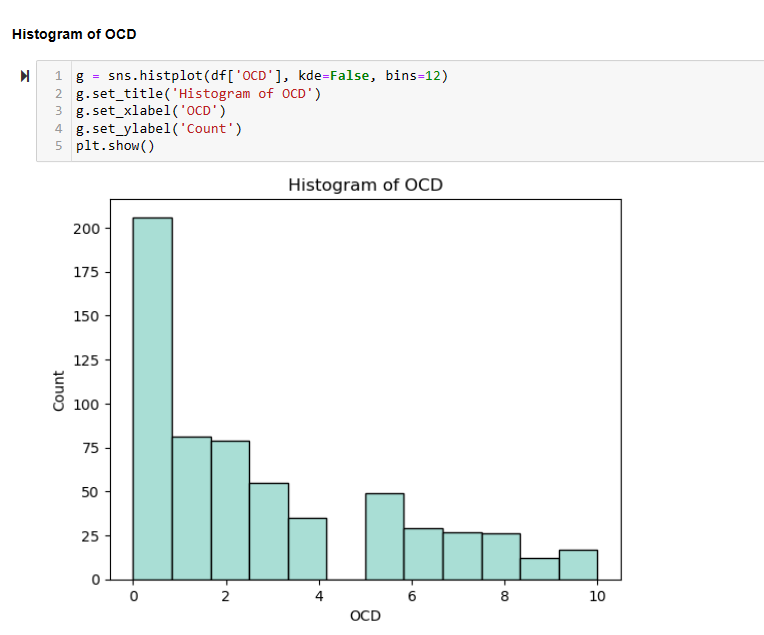 Histogram of OCD
1 g = sns.histplot(df['OCD'], kde=False, bins=12)
2 g.set_title('Histogram of OCD')
3 g.set_xlabel('OCD')
4 g.set_ylabel('Count')
5 plt.show()
Histogram of OCD
200
175
150
125
100
75
50
25
0
Count
0 2 4 6 8 10
OCD